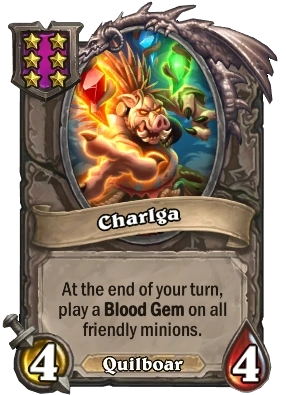 Charlga
At the end of your turn,
play a Blood Gem on all
friendly minions.
4
Quilboar
4